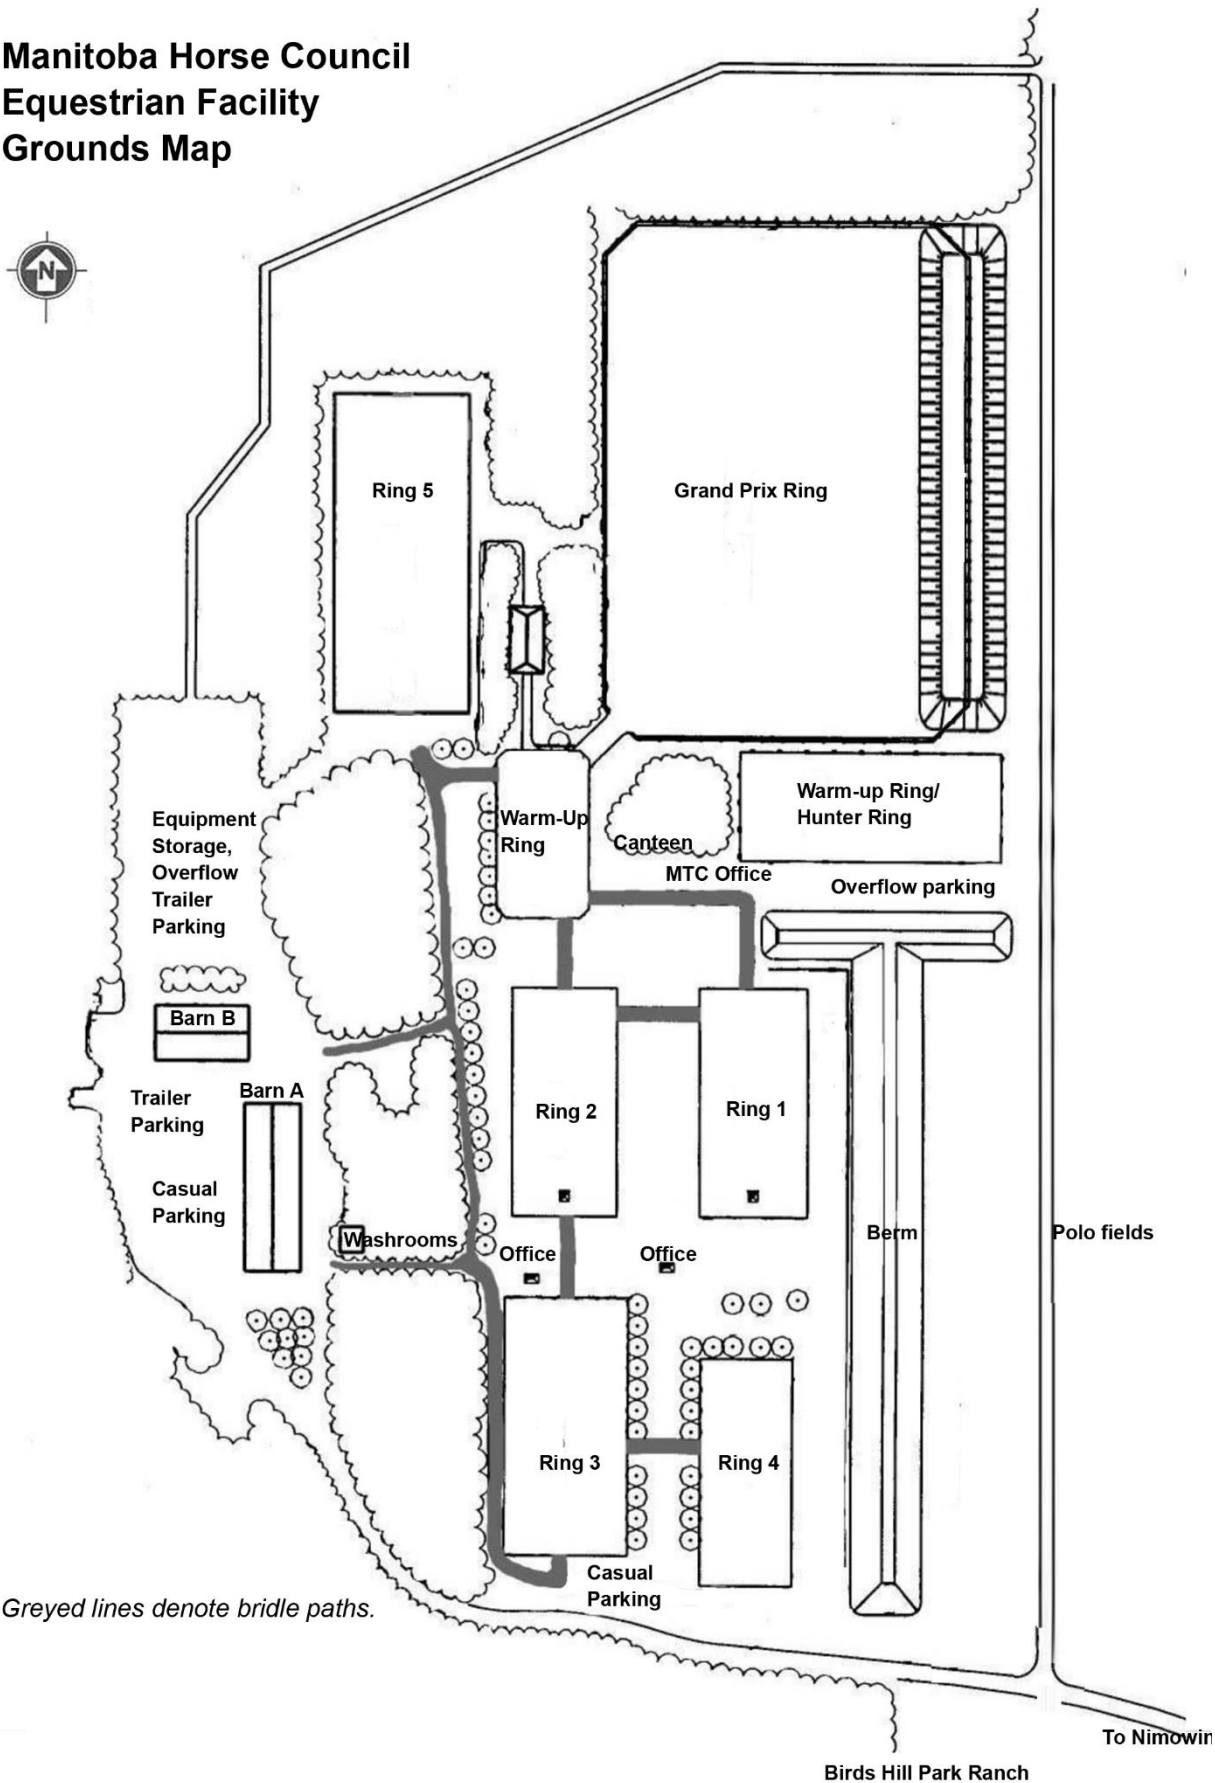 Manitoba Horse Council
Equestrian Facility
Grounds Map
N
Ring 5
Grand Prix Ring
Equipment
Storage,
Overflow
Trailer
Parking
Warm-Up
Ring
Canteen
Warm-up Ring/
Hunter Ring
MTC Office
Overflow parking
Barn B
Trailer
Parking
Barn A
Casual
Parking
Ring 2
Ring 1
Washrooms
Office
Office
Berm
Polo fields
Ring 3
Ring 4
Casual
Parking
Greyed lines denote bridle paths.
To Nimowin
Birds Hill Park Ranch